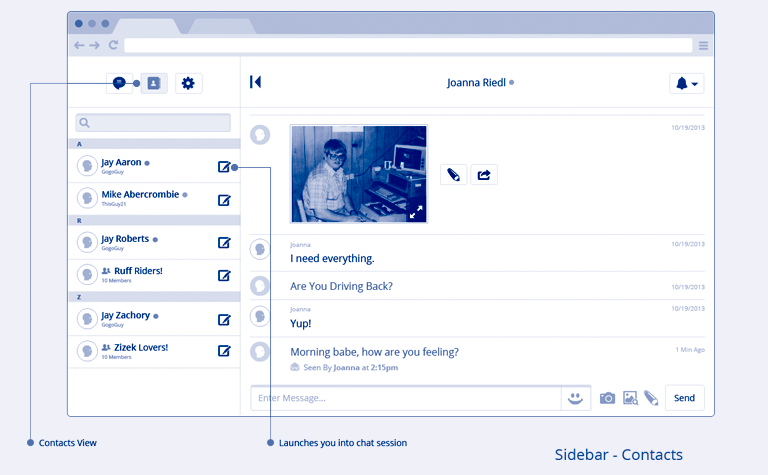 Joanna Riedl
A
Jay Aaron
GogoGuy
Mike Abercrombie
ThinGuy21
R
Jay Roberts
GogoGuy
Ruff Riders!
10 Members
Z
Jay Zachory
GogoGuy
Zizek Lovers!
10 Members
10/19/2013
Joanna
10/19/2013
I need everything.
Are You Driving Back?
10/19/2013
Joanna
10/19/2013
Yup!
Morning babe, how are you feeling?
1 Min Ago
Seen By Joanna at 2:15pm
Enter Message...
Send
Contacts View
Launches you into chat session
Sidebar - Contacts